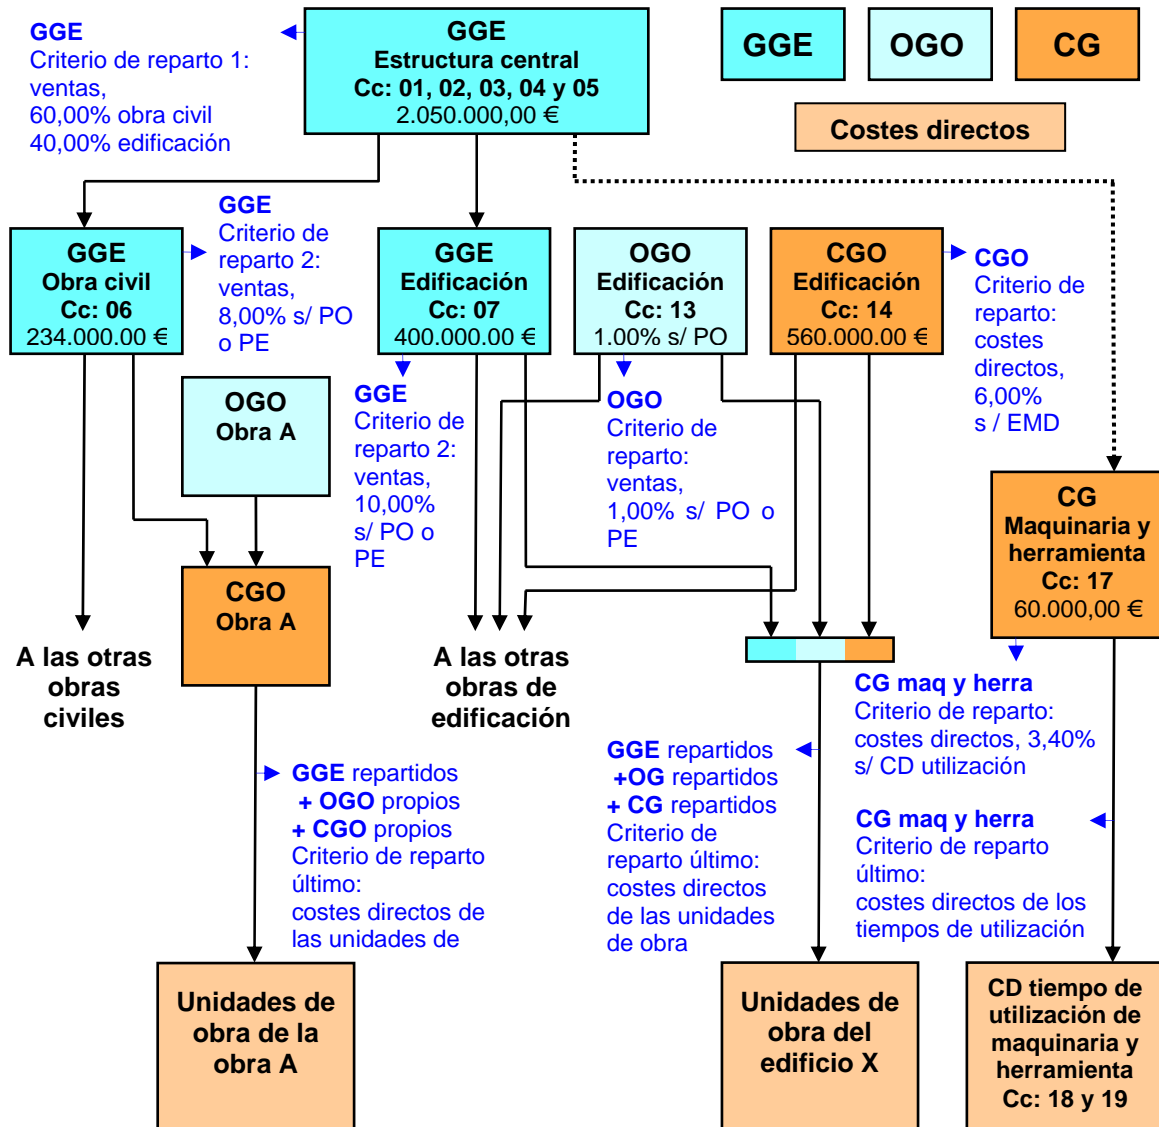 GGE
Criterio de reparto 1:
ventas,
60,00% obra civil
40,00% edificación
GGE
Estructura central
Cc: 01, 02, 03, 04 y 05
2.050.000,00 €
GGE
OGO
CG
Costes directos
GGE
Obra civil
Cc: 06
234.000.00 €
GGE
Criterio de
reparto 2:
ventas,
8,00% s/ PO
o PE
GGE
Edificación
Cc: 07
400.000.00 €
OGO
Edificación
Cc: 13
1.00% s/ PO
CGO
Edificación
Cc: 14
560.000.00 €
CGO
Criterio de
reparto:
costes
directos,
6,00%
s / EMD
OGO
Obra A
GGE
Criterio de
reparto 2:
ventas,
10,00%
s/ PO o
PE
OGO
Criterio de
reparto:
ventas,
1,00% s/ PO o
PE
CG
Maquinaria y
herramienta
Cc: 17
60.000,00 €
CGO
Obra A
A las otras
obras
civiles
A las otras
obras de
edificación
CG maq y herra
Criterio de reparto:
costes directos, 3,40%
s/ CD utilización
GGE repartidos
+ OGO propios
+ CGO propios
Criterio de reparto
último:
costes directos de
las unidades de
GGE repartidos
+OG repartidos
+ CG repartidos
Criterio de
reparto último:
costes directos
de las unidades
de obra
CG maq y herra
Criterio de reparto
último:
costes directos de los
tiempos de utilización
Unidades de
obra de la
obra A
Unidades de
obra del
edificio X
CD tiempo de
utilización de
maquinaria y
herramienta
Cc: 18 y 19